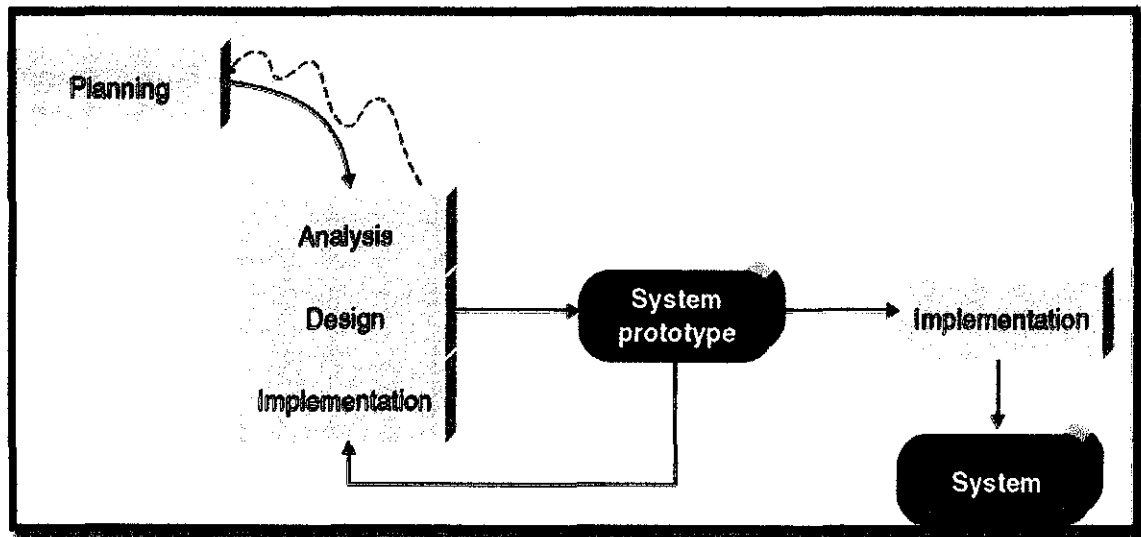 Planning
Analysis
Design
Implementation
System
prototype
Implementation
System